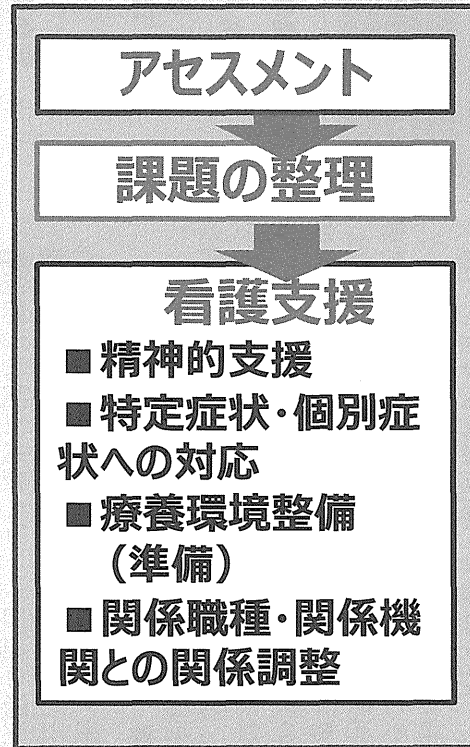 アセスメント
課題の整理
看護支援
■精神的支援
■特定症状・個別症
状への対応
■療養環境整備
(準備)
■関係職種・関係機
関との関係調整